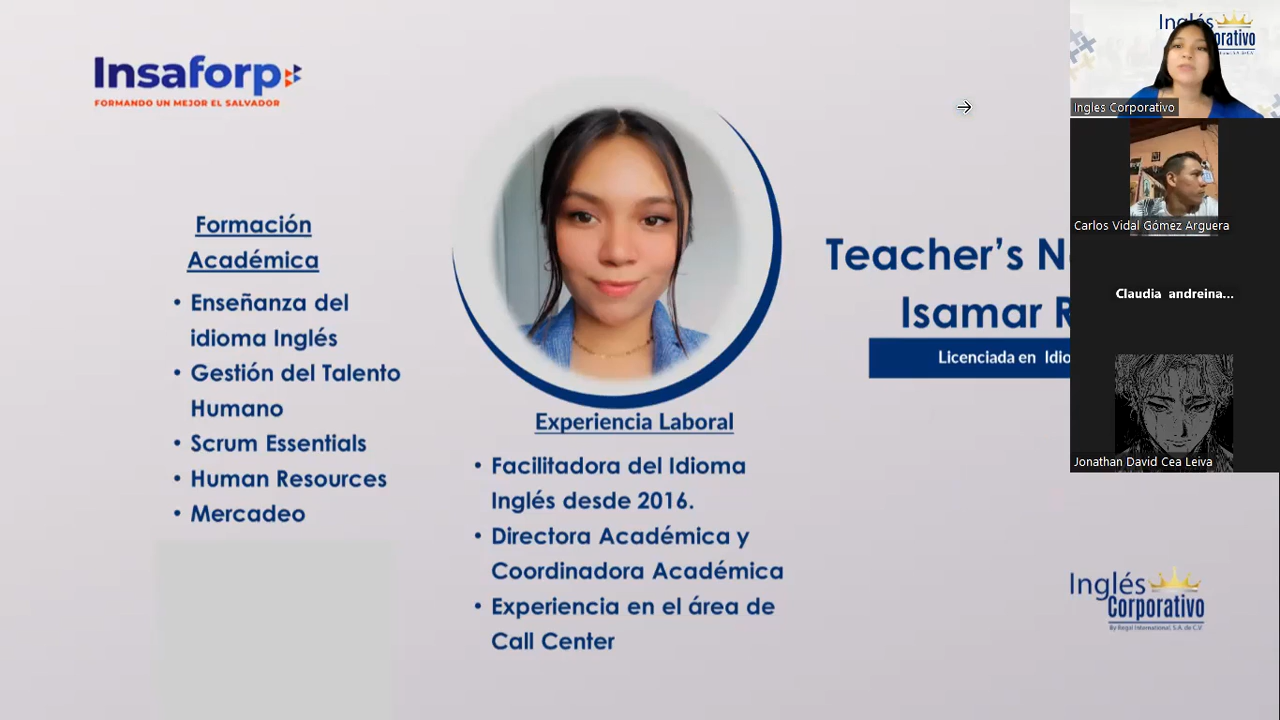 Insaforp
FORMANDO UN MEJOR EL SALVADOR
Formación
Académica
• Enseñanza del
idioma Inglés
• Gestión del Talento
Humano
• Scrum Essentials
• Human Resources
• Mercadeo
Experiencia Laboral
• Facilitadora del Idioma
Inglés desde 2016.
• Directora Académica y
Coordinadora Académica
• Experiencia en el área de
Call Center
Teacher's N
Isamar R
Licenciada en Idio
Inglés
orativo
Ingles Corporativo
Carlos Vidal Gómez Arguera
Claudia andreina...
Jonathan David Cea Leiva
Inglés
Corporativo
By Regal International, S.A. de C.V